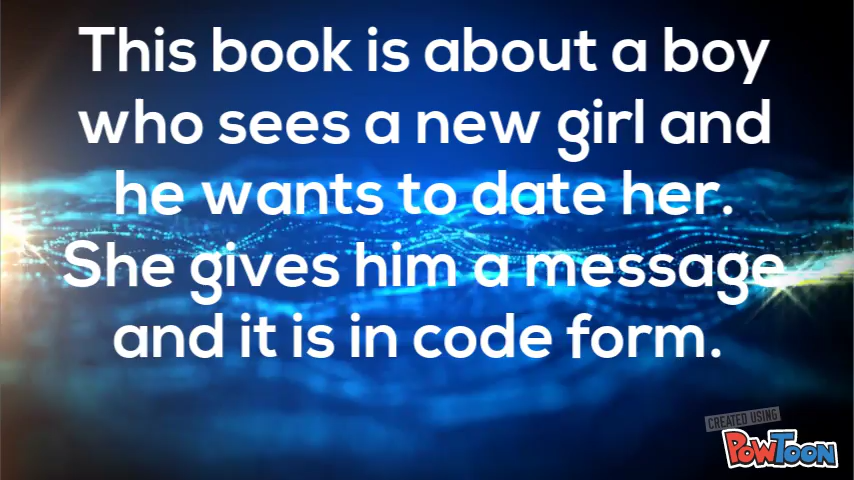 This book is about a boy
who sees a new girl and
he wants to date her.
She gives him a message
and it is in code form.
CREATED USING
POWTOON